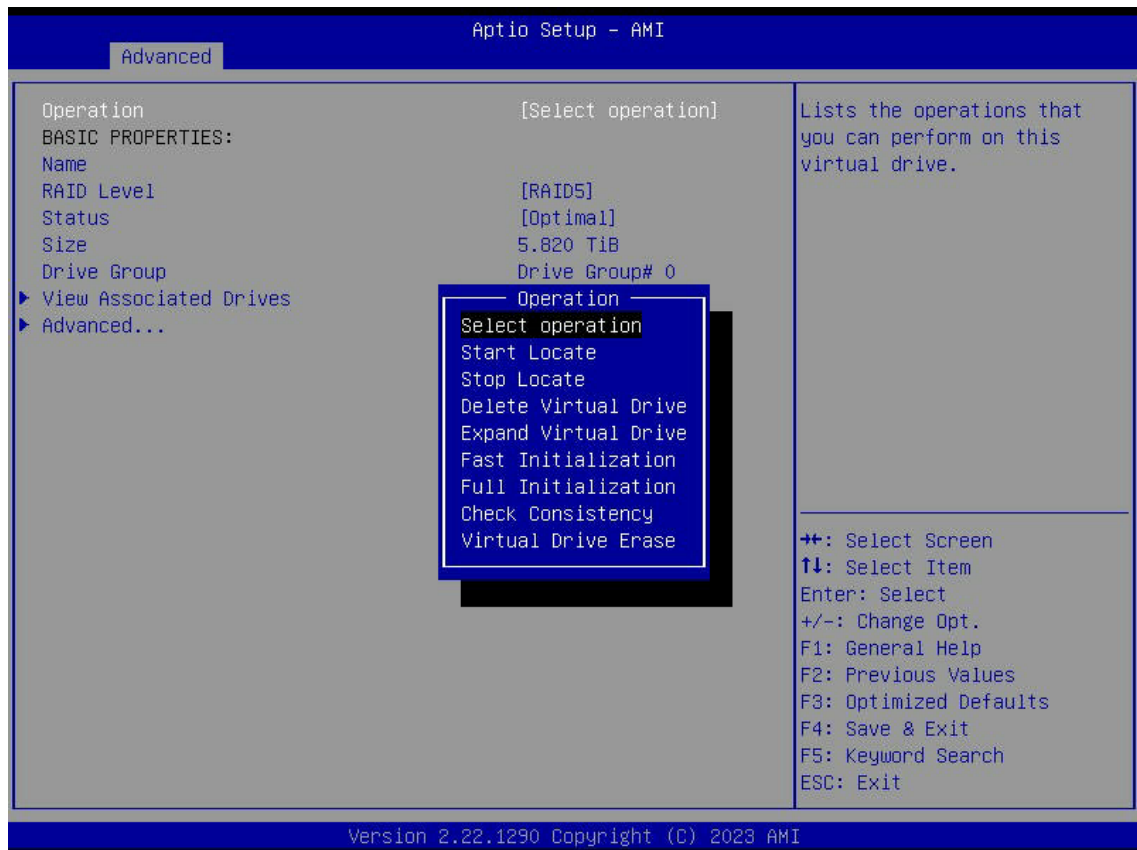 Aptio Setup – AMI
Advanced
Operation [Select operation]
BASIC PROPERTIES:
Name
RAID Level [RAID5]
Status [Optimal]
Size 5.820 TiB
Drive Group Drive Group# 0
View Associated Drives
Advanced...
Operation
Select operation
Start Locate
Stop Locate
Delete Virtual Drive
Expand Virtual Drive
Fast Initialization
Full Initialization
Check Consistency
Virtual Drive Erase
Lists the operations that
you can perform on this
virtual drive.
→←: Select Screen
↑↓: Select Item
Enter: Select
+/-: Change Opt.
F1: General Help
F2: Previous Values
F3: Optimized Defaults
F4: Save & Exit
F5: Keyword Search
ESC: Exit
Version 2.22.1290 Copyright (C) 2023 AMI